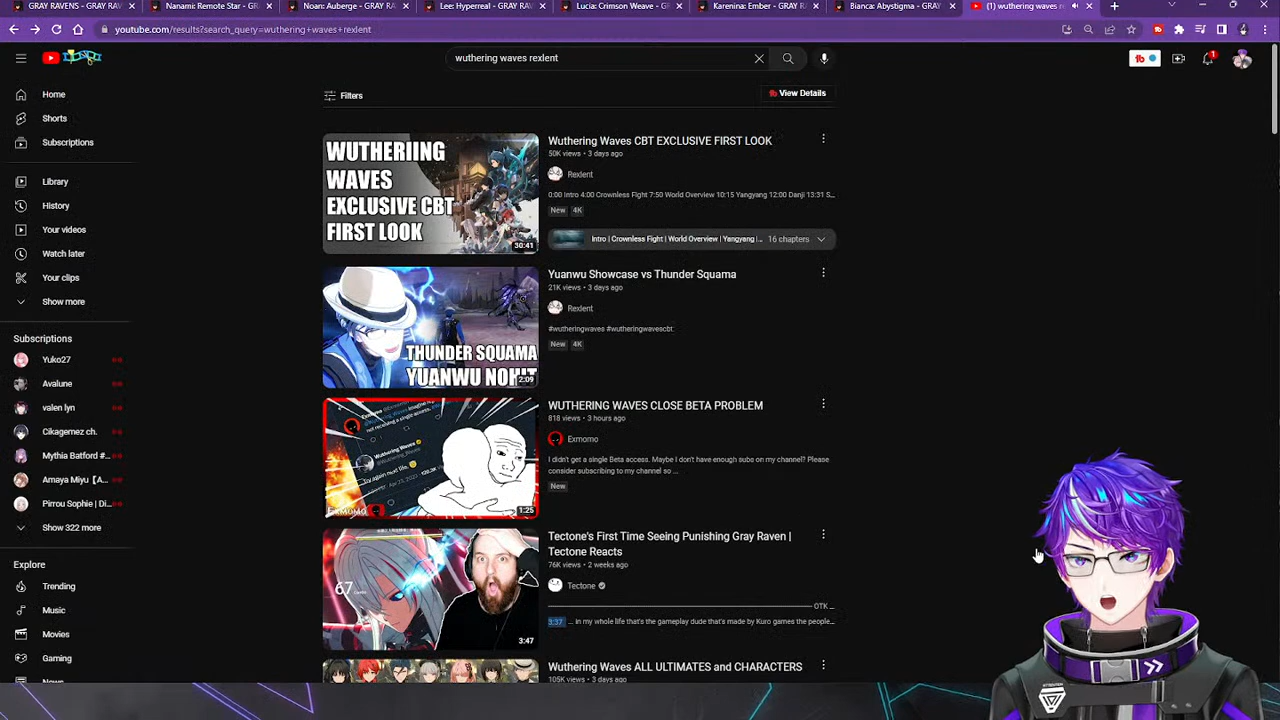 GRAY RAVENS - GRAY RAV
Nanami: Remote Star - GR
Noan: Auberge - GRAY RA
Lee: Hyperreal - GRAY RAV
Lucia: Crimson Weave - GR
Karenina: Ember - GRAY R
Bianca: Abystigma - GRAY
(1) wuthering waves re
youtube.com/results?search_query=wuthering+waves+rexlent
wuthering waves rexlent
Filters
View Details
Home
Shorts
Subscriptions
Library
History
Your videos
Watch later
Your clips
Show more
Subscriptions
Yuko27
Avalune
valen lyn
Cikagemez ch.
Mythia Batford #...
Amaya Miyu【A...
Pirrou Sophie | Di...
Show 322 more
Explore
Trending
Music
Movies
Gaming
WUTHERIING
WAVES
EXCLUSIVE CBT
FIRST LOOK
30:41
Wuthering Waves CBT EXCLUSIVE FIRST LOOK
50K views • 3 days ago
Rexlent
0:00 Intro 4:00 Crownless Fight 7:50 World Overview 10:15 Yangyang 12:00 Danji 13:31 S...
New 4K
Intro | Crownless Fight | World Overview | Yangyang |... 16 chapters
THUNDER SQUAMA
YUANWU NOHIT
2:09
Yuanwu Showcase vs Thunder Squama
21K views • 3 days ago
Rexlent
#wutheringwaves #wutheringwavescbt
New 4K
EXMOMO
1:25
WUTHERING WAVES CLOSE BETA PROBLEM
818 views • 3 hours ago
Exmomo
I didn't get a single Beta access. Maybe I don't have enough subs on my channel? Please
consider subscribing to my channel so ...
New
67
3:47
Tectone's First Time Seeing Punishing Gray Raven |
Tectone Reacts
76K views • 2 weeks ago
Tectone
OTK
3:37 ... in my whole life that's the gameplay dude that's made by Kuro games the people...
Wuthering Waves ALL ULTIMATES and CHARACTERS
105K views • 3 days ago